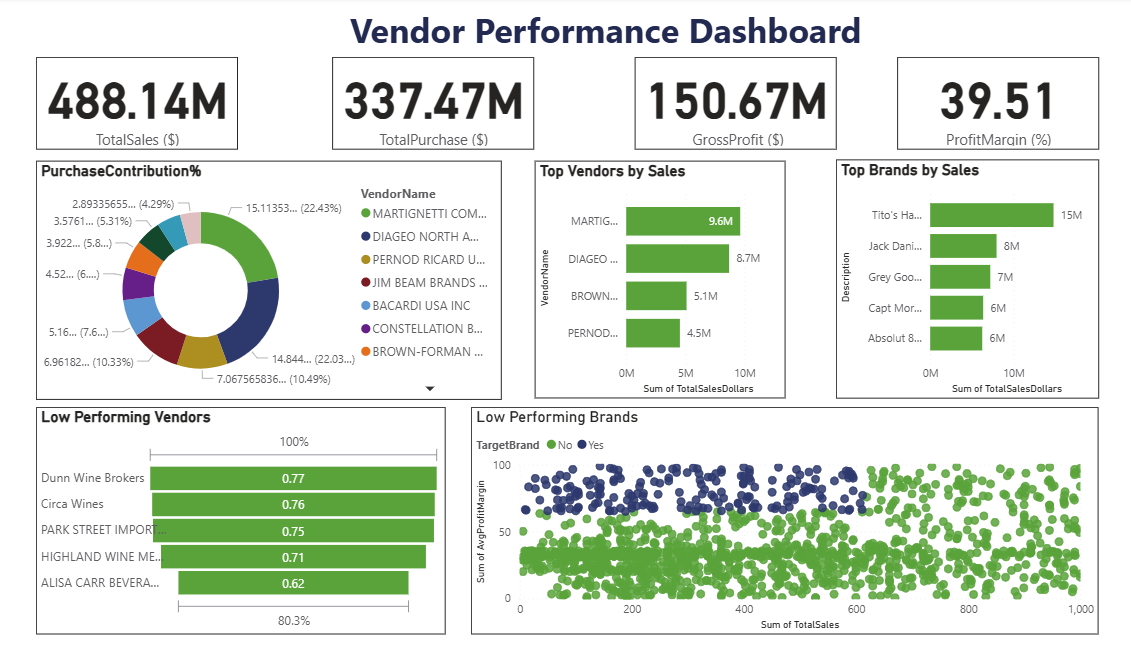 Vendor Performance Dashboard
488.14M
TotalSales ($)
337.47M
TotalPurchase ($)
150.67M
GrossProfit ($)
39.51
ProfitMargin (%)
PurchaseContribution%
2.89335655... (4.29%)
3.5761... (5.31%)
3.922... (5.8...)
4.52... (6....)
5.16... (7.6...)
6.96182... (10.33%)
15.11353... (22.43%)
14.844... (22.03...)
7.067565836... (10.49%)
VendorName
MARTIGNETTI COM...
DIAGEO NORTH A...
PERNOD RICARD U...
JIM BEAM BRANDS ...
BACARDI USA INC
CONSTELLATION B...
BROWN-FORMAN ...
Top Vendors by Sales
VendorName
MARTIG... 9.6M
DIAGEO ... 8.7M
BROWN... 5.1M
PERNOD... 4.5M
0M 5M 10M
Sum of TotalSalesDollars
Top Brands by Sales
Description
Tito's Ha... 15M
Jack Dani... 8M
Grey Goo... 7M
Capt Mor... 6M
Absolut 8... 6M
0M 10M
Sum of TotalSalesDollars
Low Performing Vendors
100%
Dunn Wine Brokers 0.77
Circa Wines 0.76
PARK STREET IMPORT... 0.75
HIGHLAND WINE ME... 0.71
ALISA CARR BEVERA... 0.62
80.3%
Low Performing Brands
TargetBrand No Yes
Sum of AvgProfitMargin
100
50
0
0 200 400 600 800 1,000
Sum of TotalSales